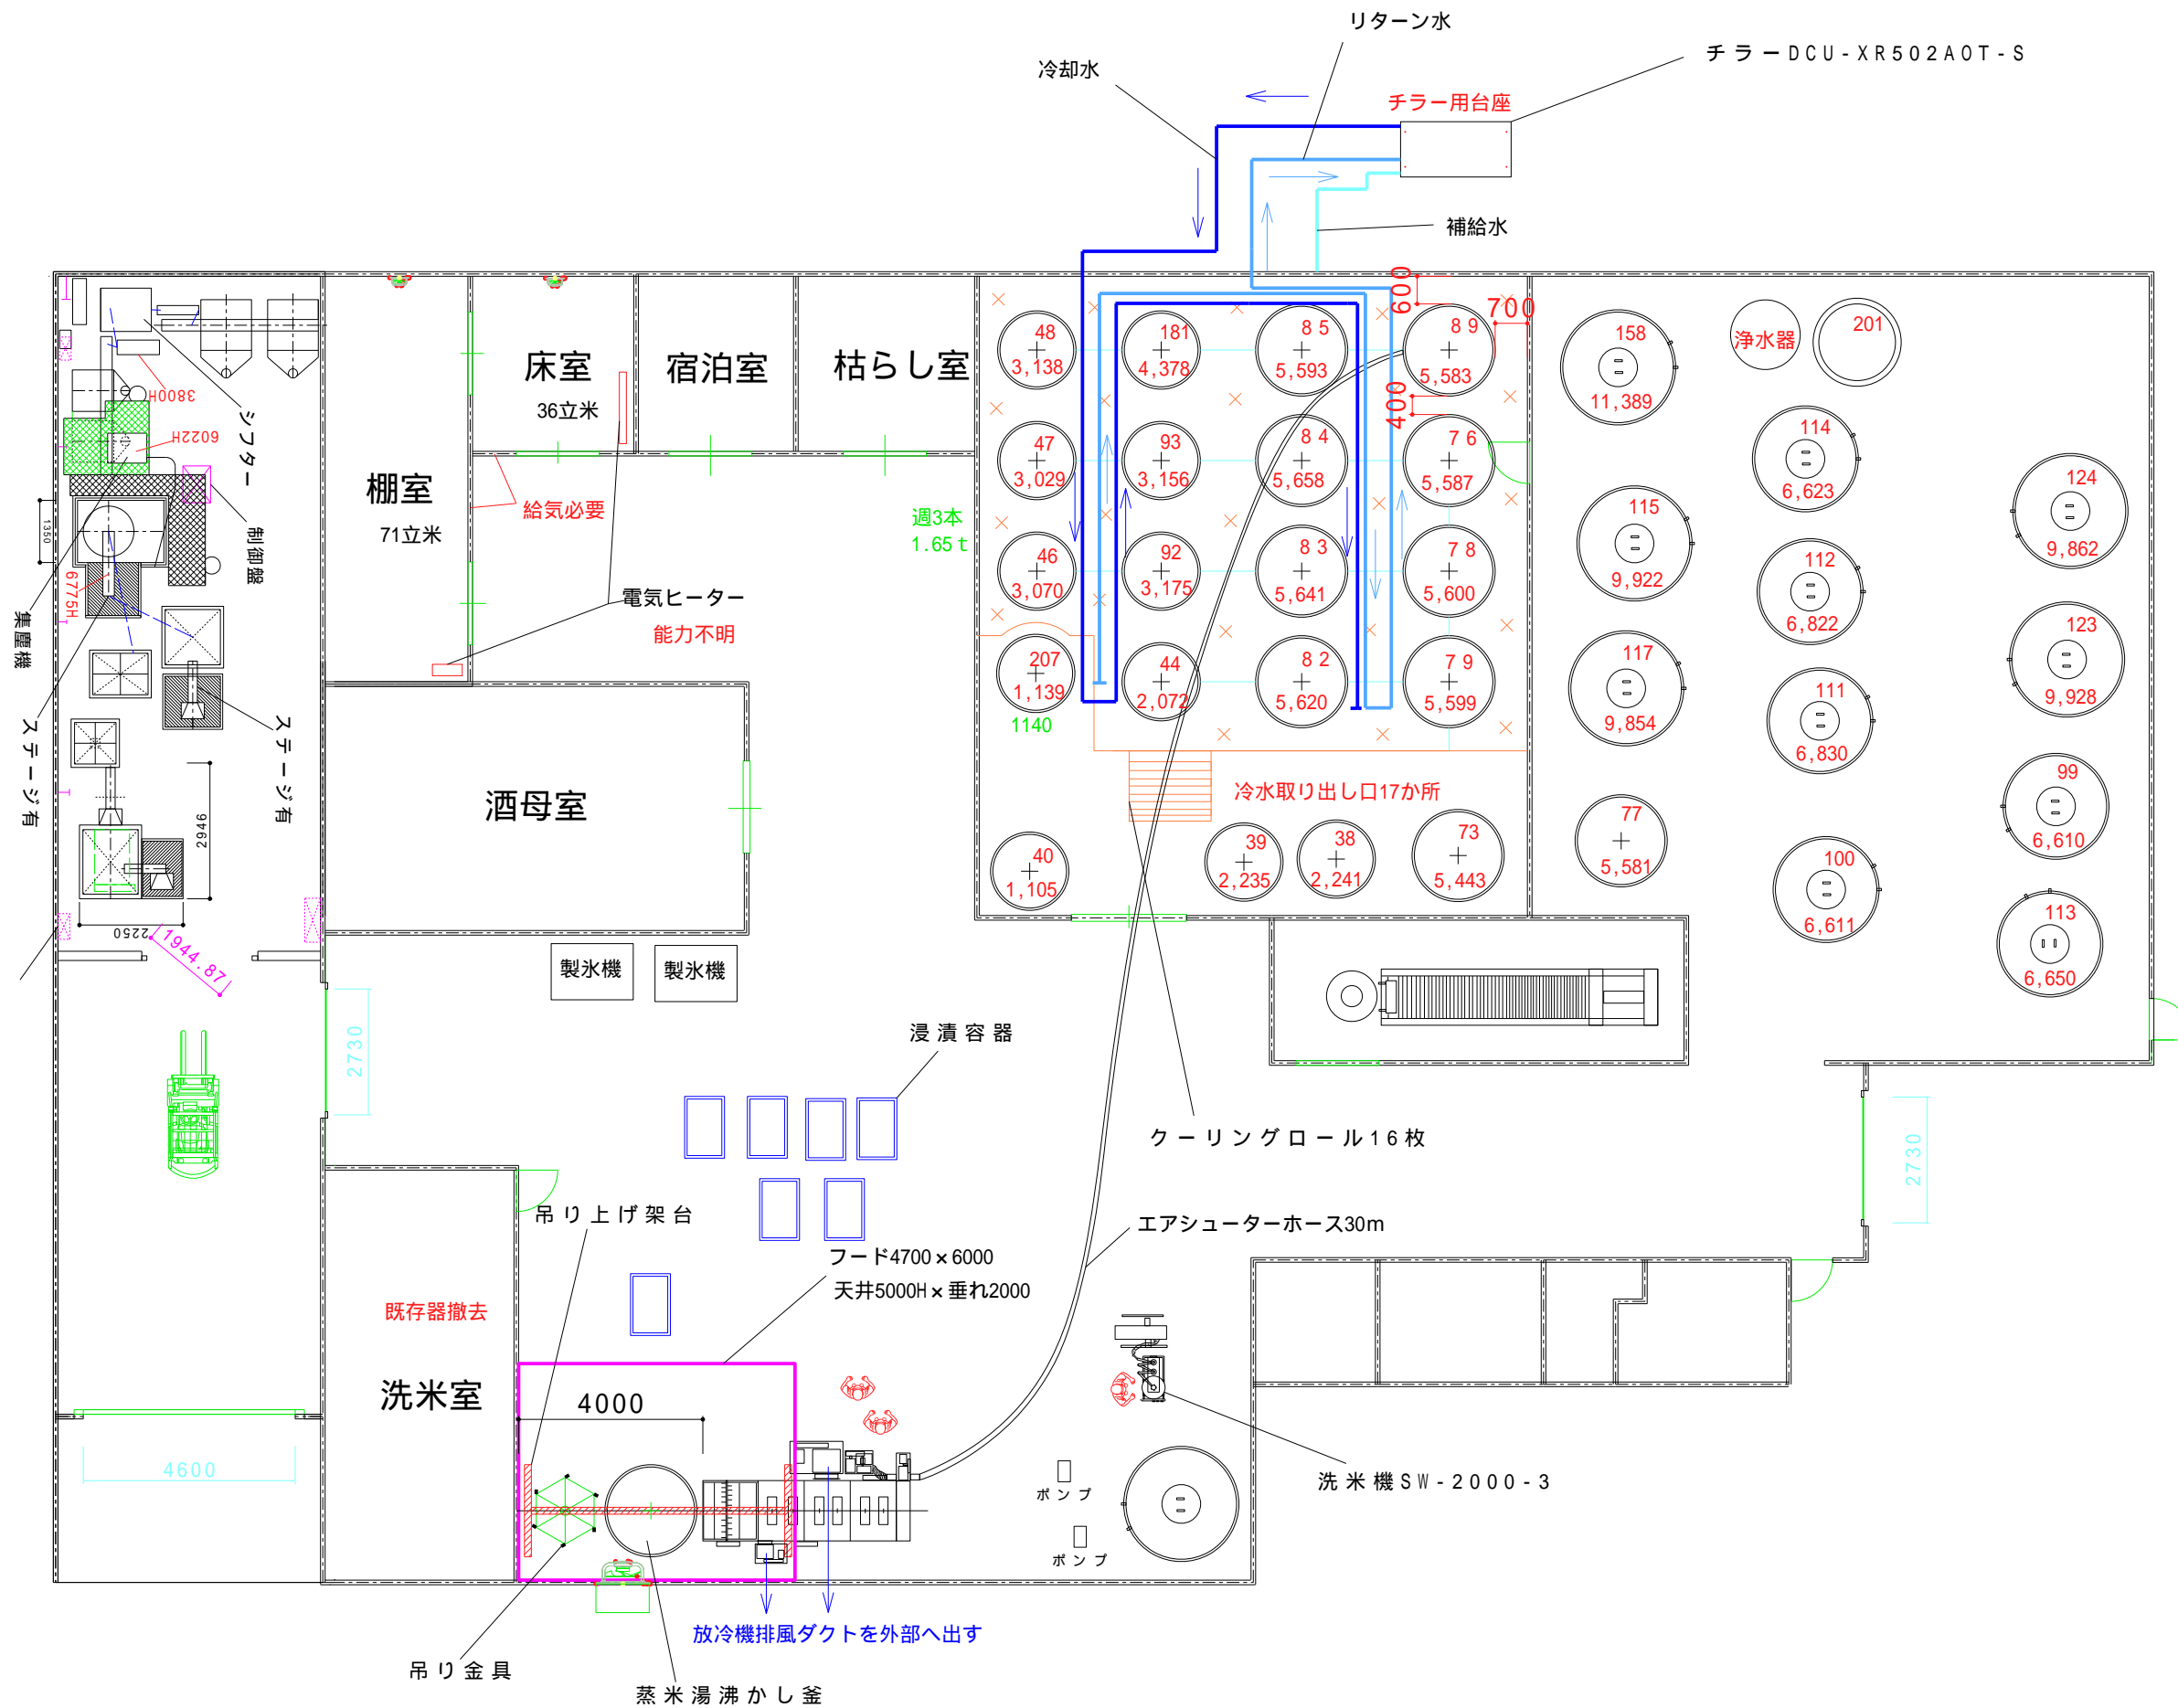 リターン水
チラーDCU-XR502AOT-S
冷却水
チラー用台座
補給水
600
700
400
48
3,138
181
4,378
85
5,593
89
5,583
47
3,029
93
3,156
84
5,658
76
5,587
46
3,070
92
3,175
83
5,641
78
5,600
207
1,139
1140
44
2,072
82
5,620
79
5,599
冷水取り出し口17か所
40
1,105
39
2,235
38
2,241
73
5,443
158
11,389
浄水器
201
114
6,623
124
9,862
115
9,922
112
6,822
123
9,928
117
9,854
111
6,830
99
6,610
77
5,581
100
6,611
113
6,650
床室
36立米
宿泊室
枯らし室
棚室
71立米
給気必要
週3本
1.65t
電気ヒーター
能力不明
酒母室
製氷機
製氷機
3800H
6022H
シフター
制御盤
1350
6775H
集塵機
ステージ有
ステージ有
2946
2250
1944.87
2730
浸漬容器
クーリングロール16枚
2730
吊り上げ架台
エアシューターホース30m
フード4700×6000
天井5000H×垂れ2000
既存器撤去
洗米室
4000
4600
洗米機SW-2000-3
ポンプ
ポンプ
放冷機排風ダクトを外部へ出す
吊り金具
蒸米湯沸かし釜